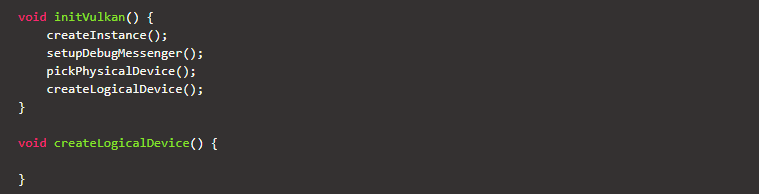 void initVulkan() {
    createInstance();
    setupDebugMessenger();
    pickPhysicalDevice();
    createLogicalDevice();
}
void createLogicalDevice() {
}